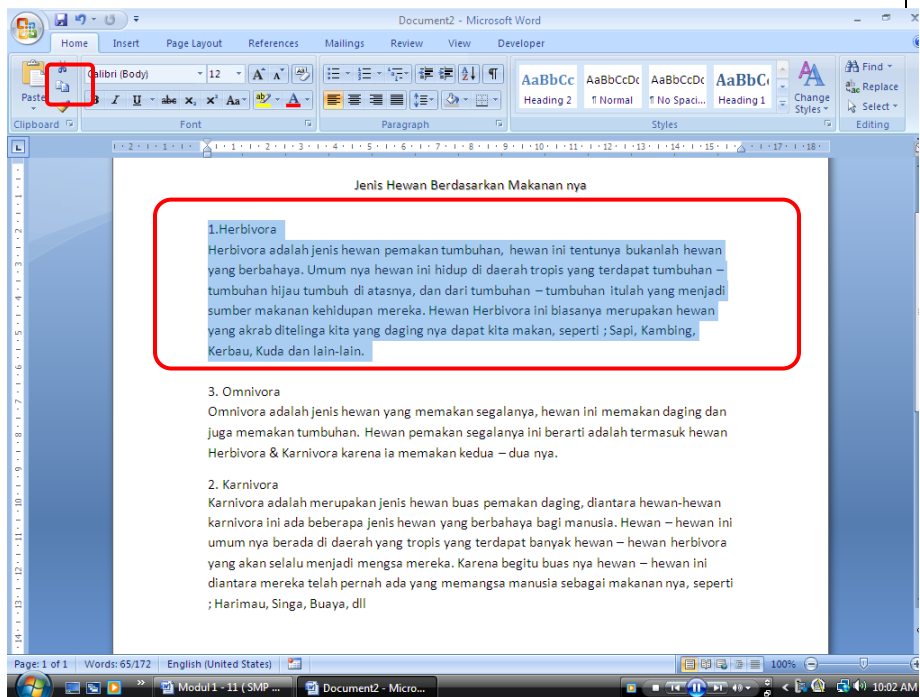 Document2 - Microsoft Word
Home Insert Page Layout References Mailings Review View Developer
Calibri (Body) 12
Paste
Clipboard Font Paragraph Styles Editing
AaBbCc AaBbCcDc AaBbCcDc AaBbCc
Heading 2 ¶ Normal ¶ No Spaci... Heading 1
Change Styles
Find
Replace
Select
Jenis Hewan Berdasarkan Makanan nya
1.Herbivora
Herbivora adalah jenis hewan pemakan tumbuhan, hewan ini tentunya bukanlah hewan
yang berbahaya. Umum nya hewan ini hidup di daerah tropis yang terdapat tumbuhan –
tumbuhan hijau tumbuh di atasnya, dan dari tumbuhan – tumbuhan itulah yang menjadi
sumber makanan kehidupan mereka. Hewan Herbivora ini biasanya merupakan hewan
yang akrab ditelinga kita yang daging nya dapat kita makan, seperti ; Sapi, Kambing,
Kerbau, Kuda dan lain-lain.
3. Omnivora
Omnivora adalah jenis hewan yang memakan segalanya, hewan ini memakan daging dan
juga memakan tumbuhan. Hewan pemakan segalanya ini berarti adalah termasuk hewan
Herbivora & Karnivora karena ia memakan kedua – dua nya.
2. Karnivora
Karnivora adalah merupakan jenis hewan buas pemakan daging, diantara hewan-hewan
karnivora ini ada beberapa jenis hewan yang berbahaya bagi manusia. Hewan – hewan ini
umum nya berada di daerah yang tropis yang terdapat banyak hewan – hewan herbivora
yang akan selalu menjadi mengsa mereka. Karena begitu buas nya hewan – hewan ini
diantara mereka telah pernah ada yang memangsa manusia sebagai makanan nya, seperti
; Harimau, Singa, Buaya, dll
Page: 1 of 1 Words: 65/172 English (United States) 100%
Modul 1 - 11 ( SMP ... Document2 - Micro... 10:02 AM